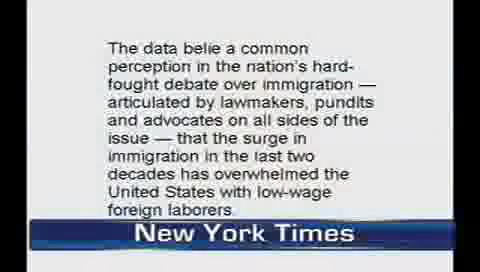 The data belie a common
perception in the nation's hard-
fought debate over immigration —
articulated by lawmakers, pundits
and advocates on all sides of the
issue — that the surge in
immigration in the last two
decades has overwhelmed the
United States with low-wage
foreign laborers.
New York Times